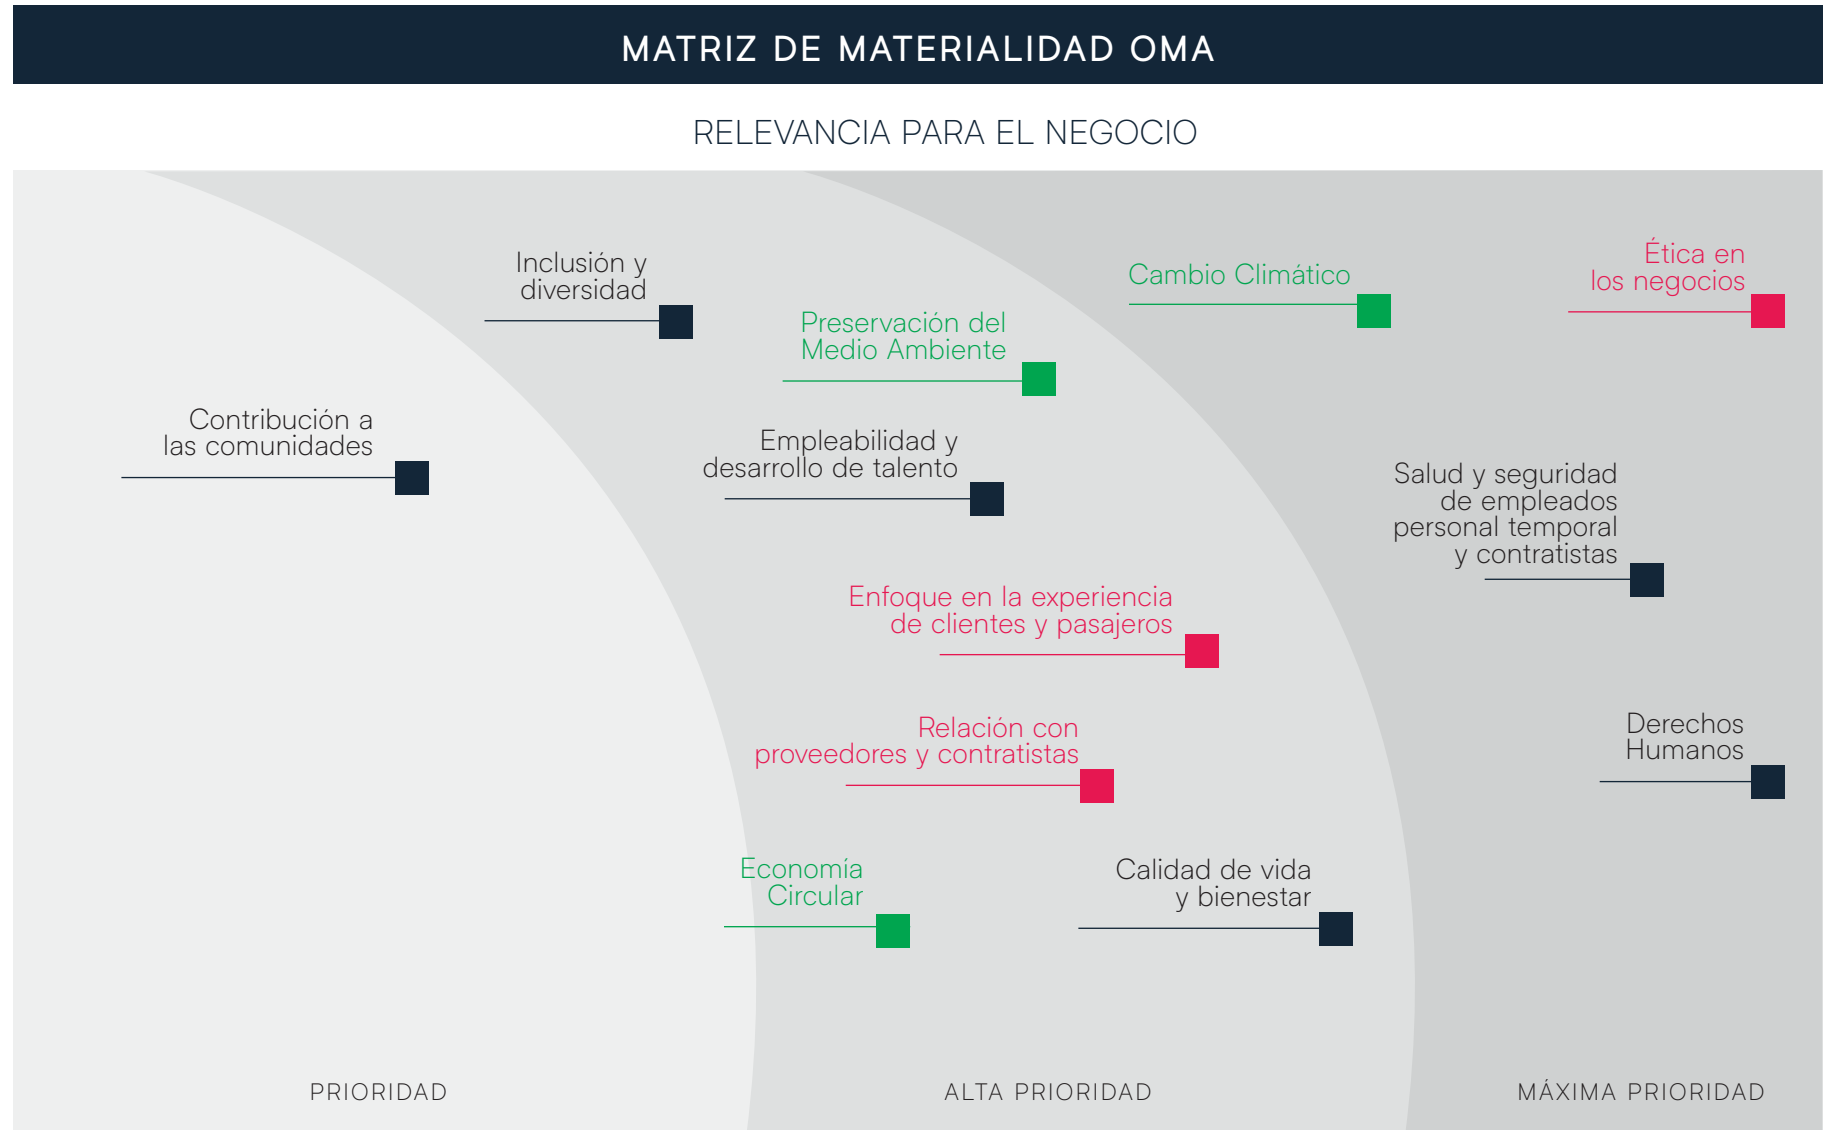 MATRIZ DE MATERIALIDAD OMA
RELEVANCIA PARA EL NEGOCIO
Inclusión y
diversidad
Cambio Climático
Ética en
los negocios
Preservación del
Medio Ambiente
Contribución a
las comunidades
Empleabilidad y
desarrollo de talento
Salud y seguridad
de empleados
personal temporal
y contratistas
Enfoque en la experiencia
de clientes y pasajeros
Relación con
proveedores y contratistas
Derechos
Humanos
Economía
Circular
Calidad de vida
y bienestar
PRIORIDAD
ALTA PRIORIDAD
MÁXIMA PRIORIDAD